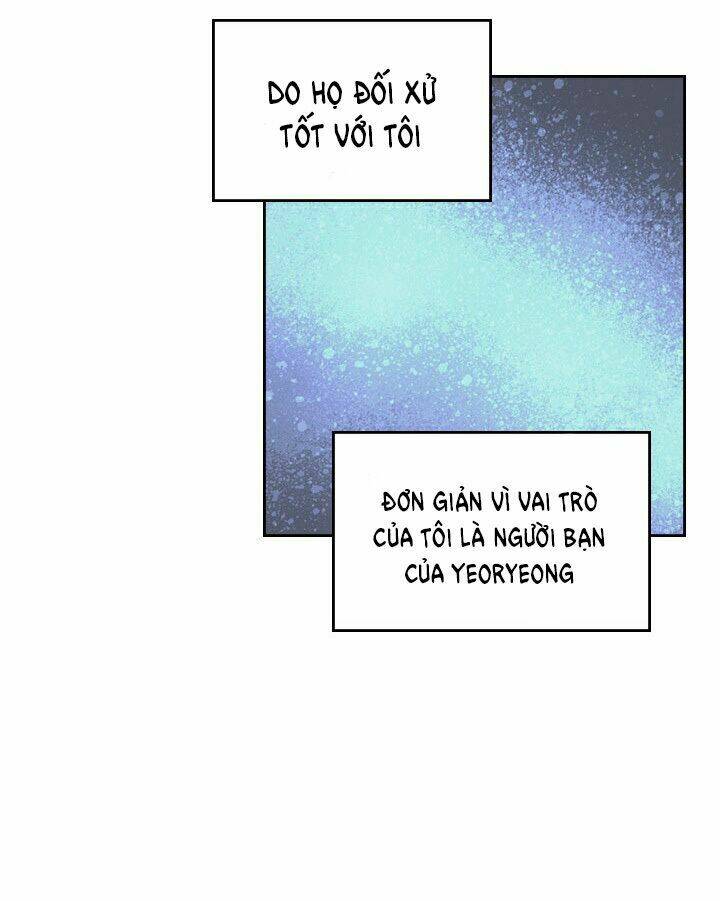 DO HỌ ĐỐI XỬ
TỐT VỚI TÔI
ĐƠN GIẢN VÌ VAI TRÒ
CỦA TÔI LÀ NGƯỜI BẠN
CỦA YEORYEONG